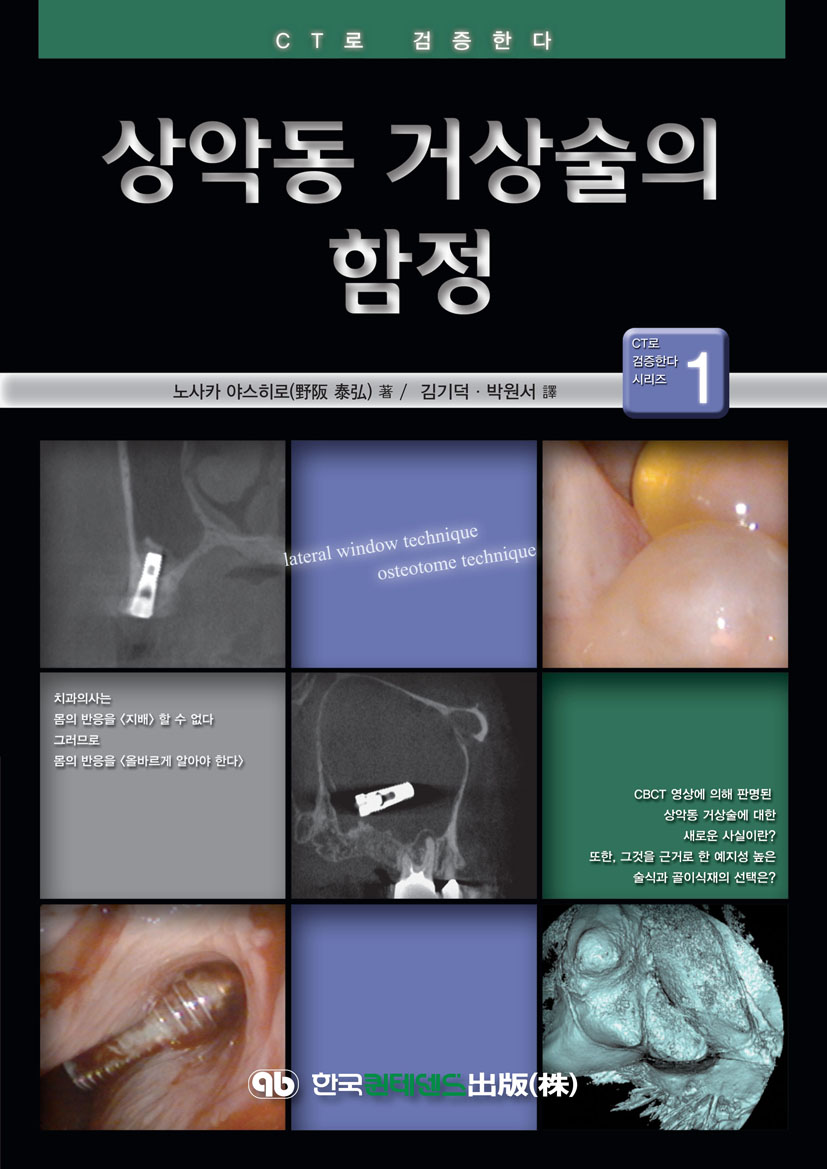 CT로 검증한다
상악동 거상술의
함정
CT로
검증한다
시리즈
1
노사카 야스히로(野阪 泰弘) 著 / 김기덕 · 박원서 譯
lateral window technique
osteotome technique
치과의사는
몸의 반응을 〈지배〉 할 수 없다
그러므로
몸의 반응을 〈올바르게 알아야 한다〉
CBCT 영상에 의해 판명된
상악동 거상술에 대한
새로운 사실이란?
또한, 그것을 근거로 한 예지성 높은
술식과 골이식재의 선택은?
한국퀸테센스出版(株)